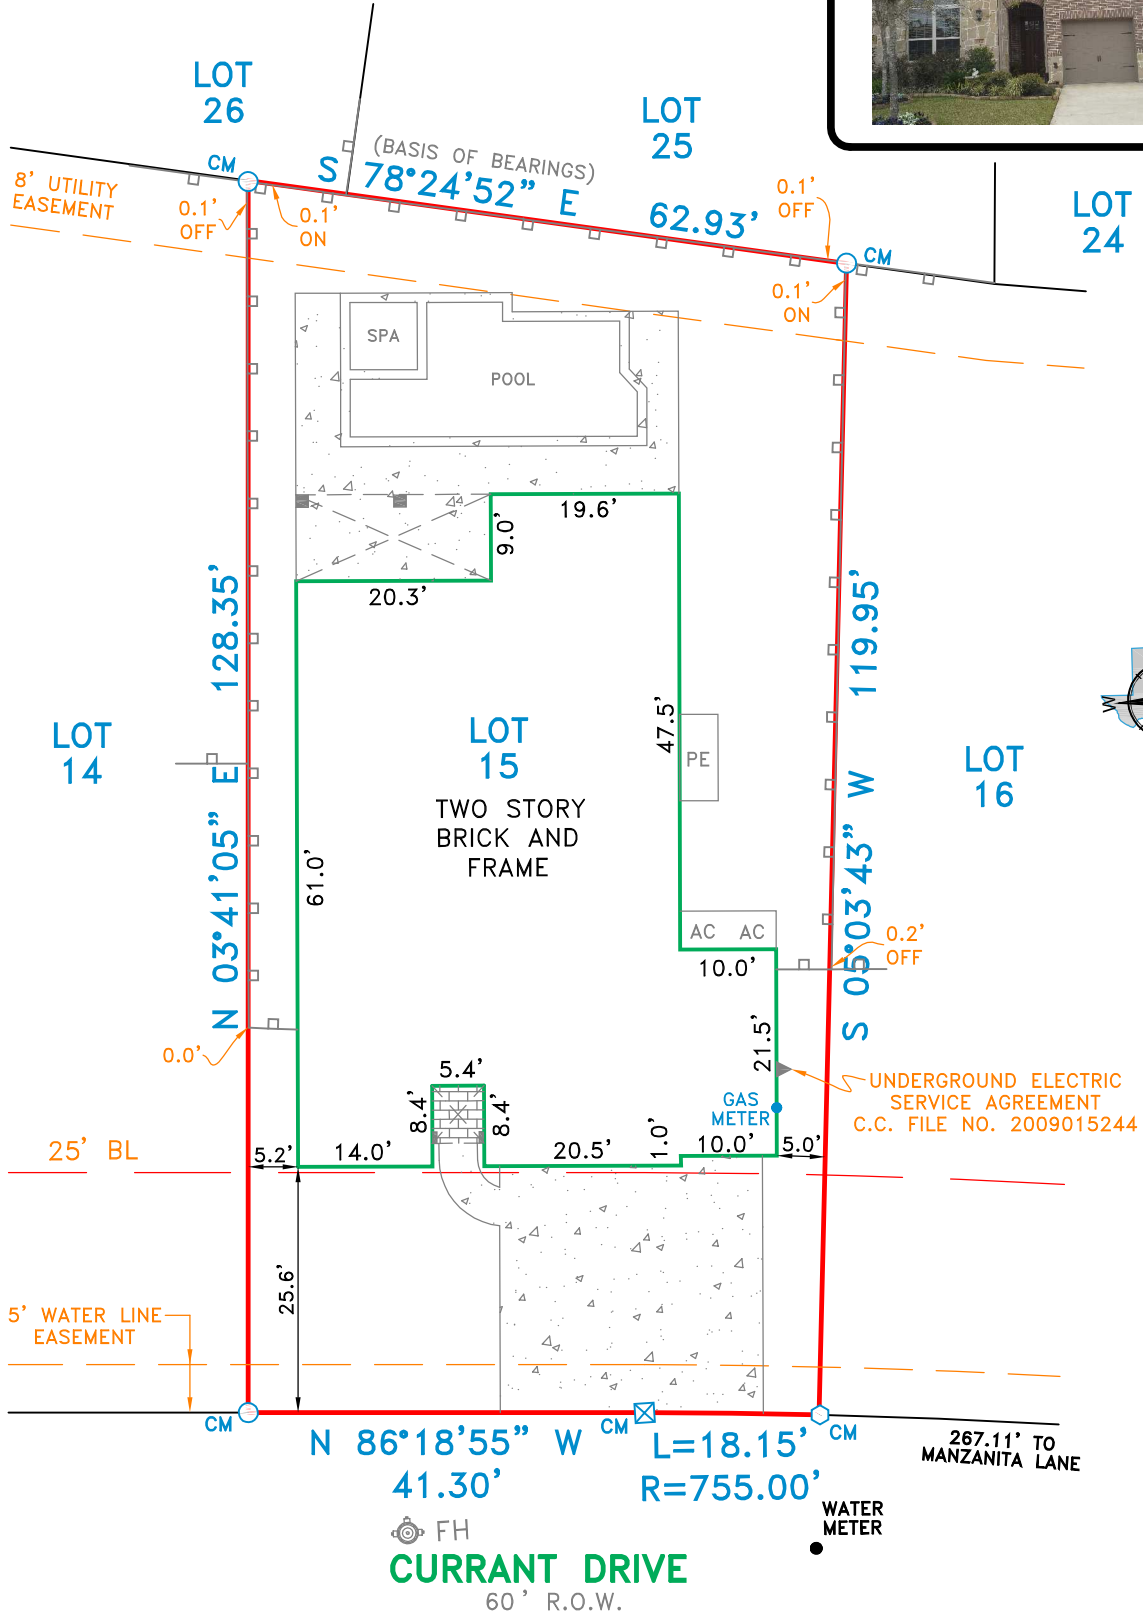 LOT
26
LOT
25
(BASIS OF BEARINGS)
CM
S 78°24'52" E 62.93'
8' UTILITY
EASEMENT
0.1'
OFF
0.1'
ON
0.1'
OFF
LOT
24
CM
0.1'
ON
SPA
POOL
19.6'
9.0'
20.3'
128.35'
119.95'
47.5'
LOT
14
LOT
15
PE
LOT
16
W
TWO STORY
BRICK AND
FRAME
61.0'
N 03°41'05" E
S 05°03'43" W
AC AC
0.2'
OFF
10.0'
21.5'
0.0'
5.4'
8.4'
8.4'
GAS
METER
UNDERGROUND ELECTRIC
SERVICE AGREEMENT
C.C. FILE NO. 2009015244
25' BL
5.2'
14.0'
20.5'
1.0'
10.0'
5.0'
25.6'
5' WATER LINE
EASEMENT
CM
N 86°18'55" W
41.30'
CM
L=18.15'
R=755.00'
CM
267.11' TO
MANZANITA LANE
WATER
METER
FH
CURRANT DRIVE
60' R.O.W.